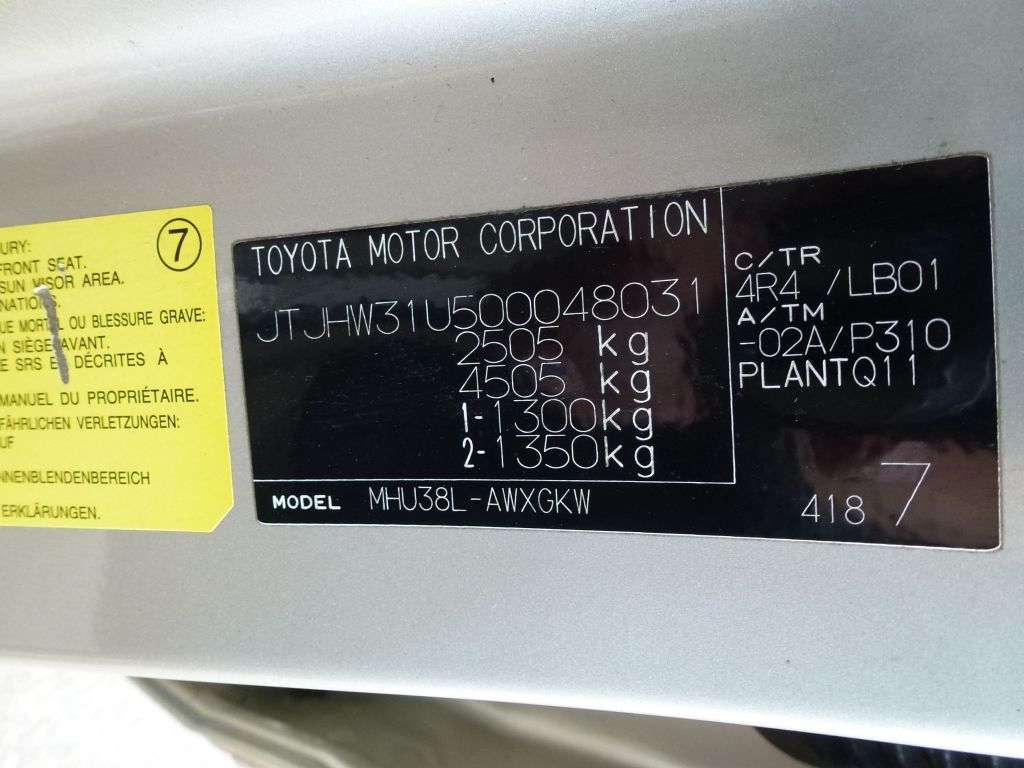 7
URY:
FRONT SEAT.
SUN VISOR AREA.
NATIONS.
UE MORTEL OU BLESSURE GRAVE:
N SIÈGE AVANT.
E SRS ET DÉCRITES À
MANUEL DU PROPRIÉTAIRE.
FÄHRLICHEN VERLETZUNGEN:
UF
NNENBLENDENBEREICH
ERKLÄRUNGEN.
TOYOTA MOTOR CORPORATION
JTJHW31U500048031
2505 kg
4505 kg
1-1300kg
2-1350kg
C/TR
4R4 /LB01
A/TM
-02A/P310
PLANTQ11
MODEL MHU38L-AWXGKW
418 7